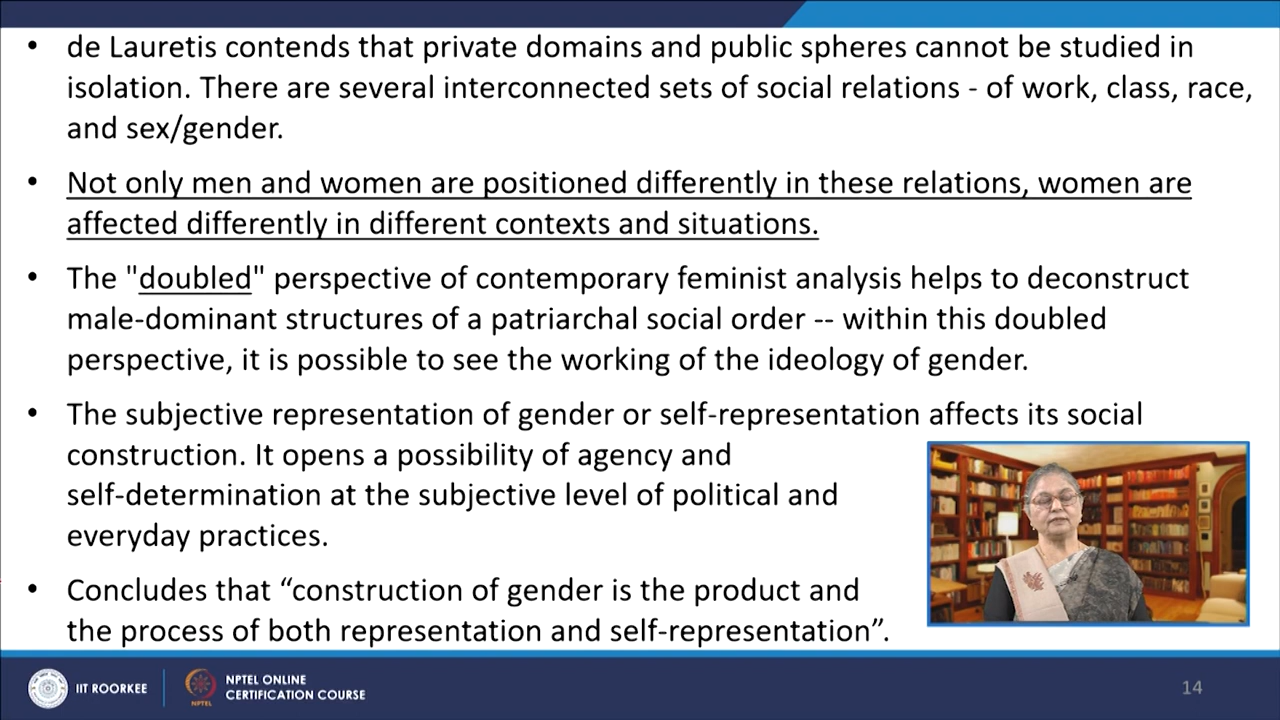 • de Lauretis contends that private domains and public spheres cannot be studied in
isolation. There are several interconnected sets of social relations - of work, class, race,
and sex/gender.
• Not only men and women are positioned differently in these relations, women are
affected differently in different contexts and situations.
• The "doubled" perspective of contemporary feminist analysis helps to deconstruct
male-dominant structures of a patriarchal social order -- within this doubled
perspective, it is possible to see the working of the ideology of gender.
• The subjective representation of gender or self-representation affects its social
construction. It opens a possibility of agency and
self-determination at the subjective level of political and
everyday practices.
• Concludes that “construction of gender is the product and
the process of both representation and self-representation”.
IIT ROORKEE
NPTEL
NPTEL ONLINE
CERTIFICATION COURSE
14